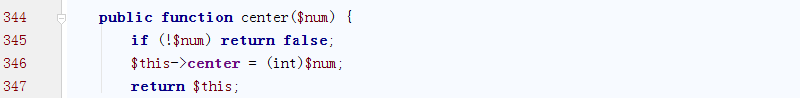 344 public function center($num) {
345 if (!$num) return false;
346 $this->center = (int)$num;
347 return $this;